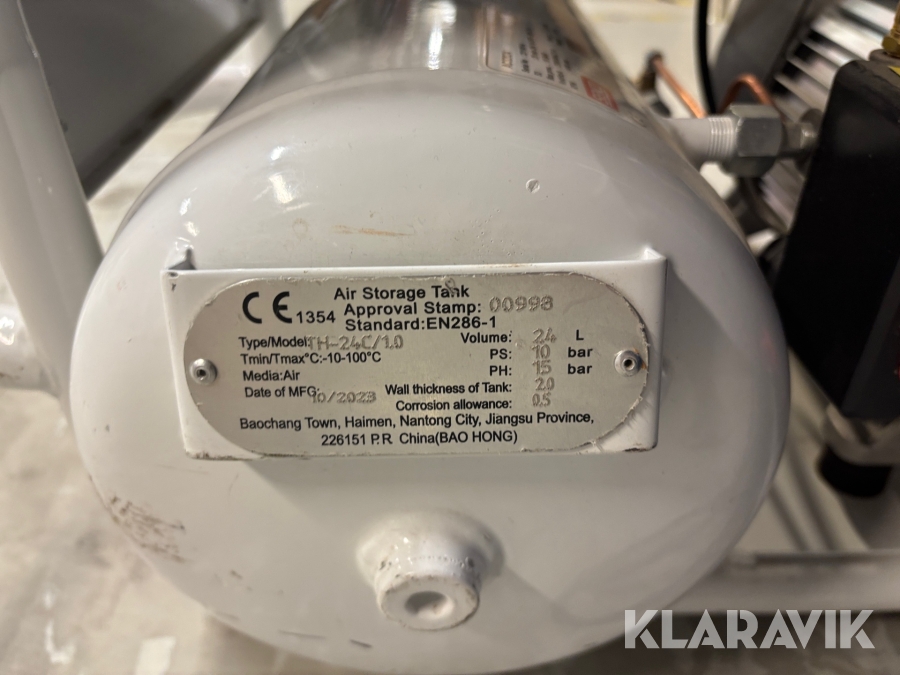 CE 1354
Air Storage Tank
Approval Stamp: 00998
Standard:EN286-1
Type/Model:TH-24C/1.0 Volume: 24 L
Tmin/Tmax°C:-10-100°C PS: 10 bar
Media:Air PH: 15 bar
Date of MFG:10/2023 Wall thickness of Tank: 2.0
Corrosion allowance: 0.5
Baochang Town, Haimen, Nantong City, Jiangsu Province,
226151 P.R. China(BAO HONG)
KLARAVIK